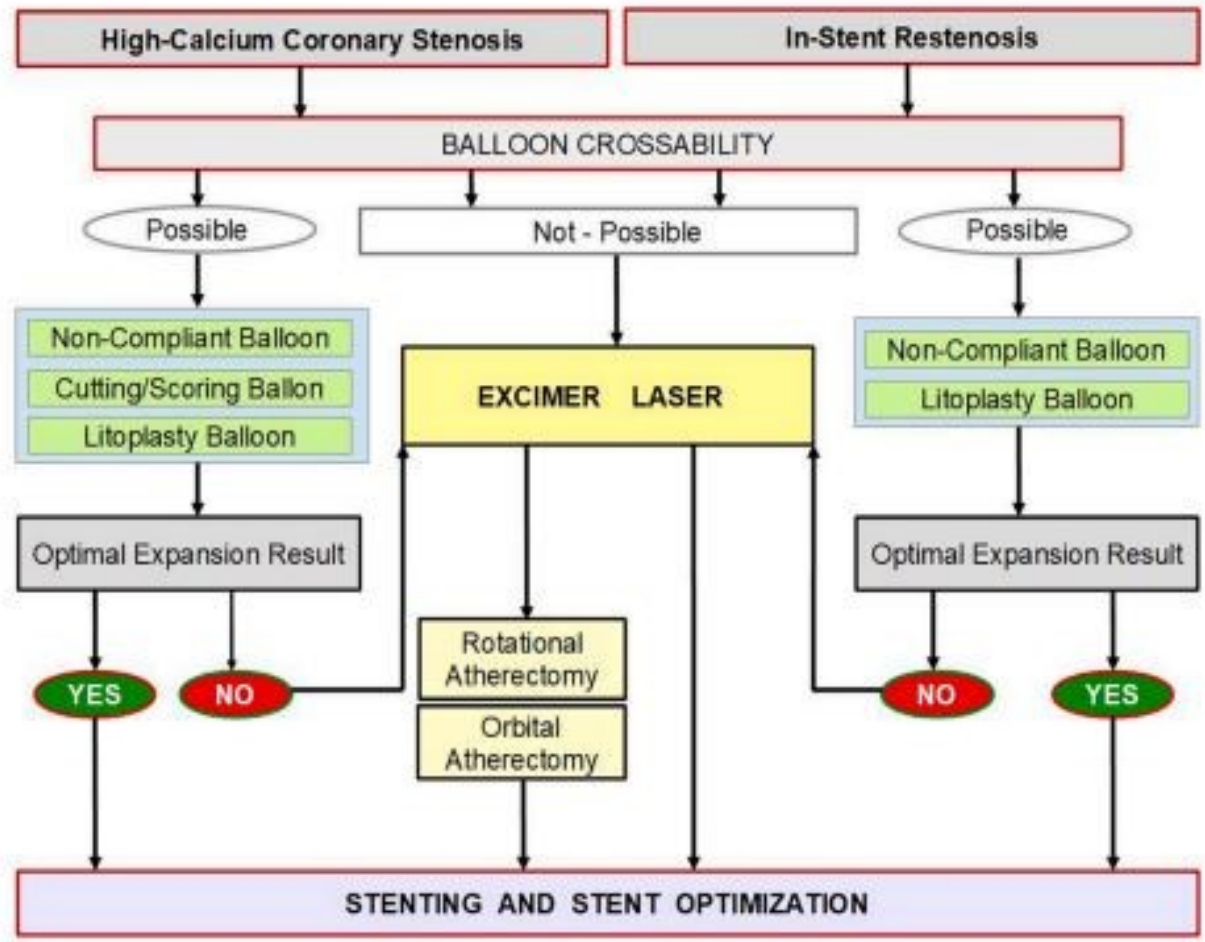 High-Calcium Coronary Stenosis
In-Stent Restenosis
BALLOON CROSSABILITY
Possible
Not - Possible
Possible
Non-Compliant Balloon
Cutting/Scoring Ballon
Litoplasty Balloon
EXCIMER LASER
Non-Compliant Balloon
Litoplasty Balloon
Optimal Expansion Result
Optimal Expansion Result
YES
NO
Rotational
Atherectomy
Orbital
Atherectomy
NO
YES
STENTING AND STENT OPTIMIZATION